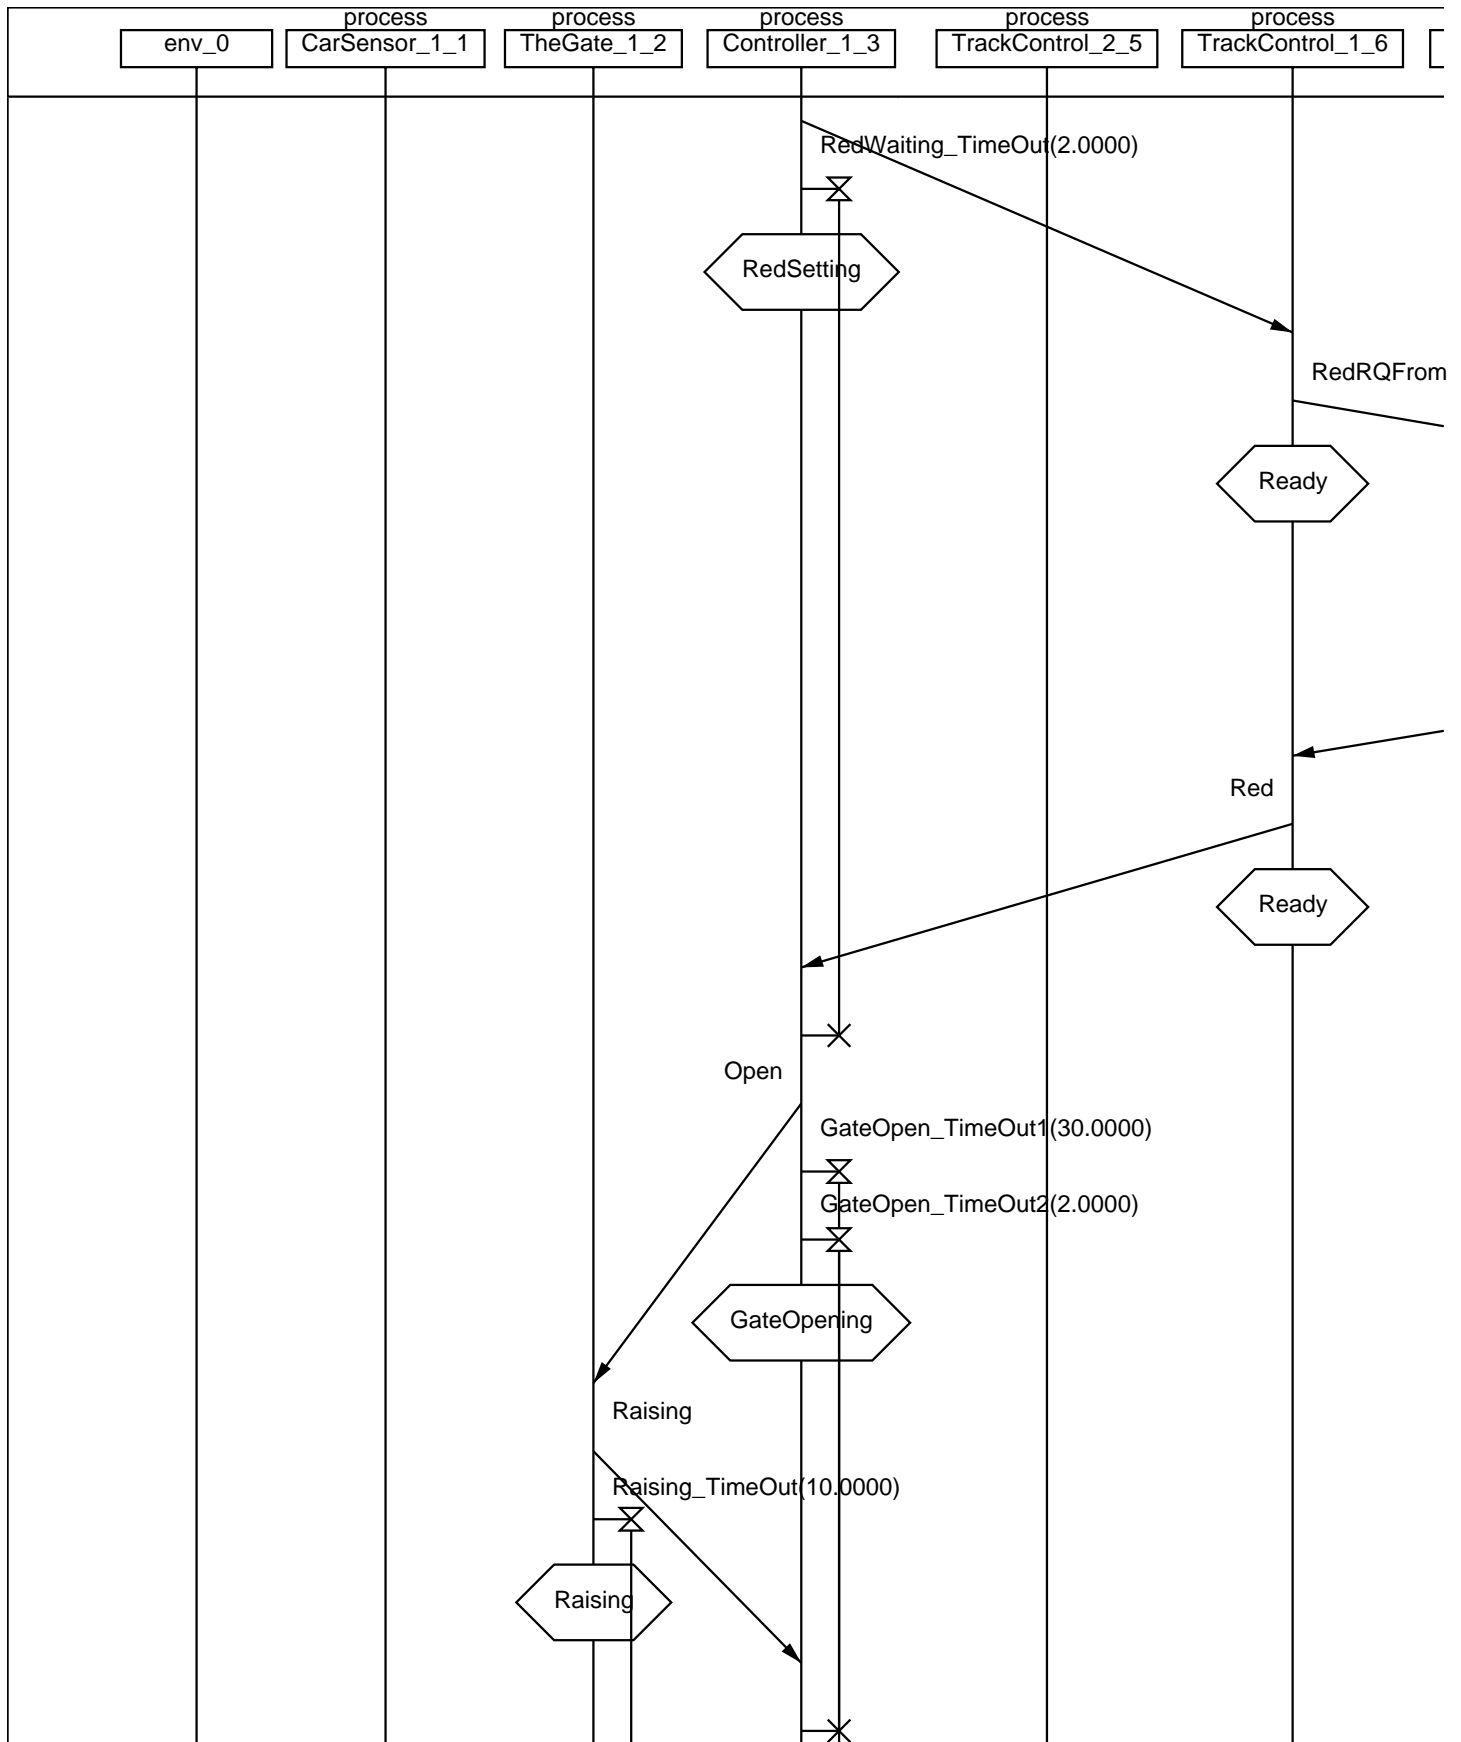 process process process process process
env_0 CarSensor_1_1 TheGate_1_2 Controller_1_3 TrackControl_2_5 TrackControl_1_6
RedWaiting_TimeOut(2.0000)
RedSetting
RedRQFrom
Ready
Red
Ready
Open
GateOpen_TimeOut1(30.0000)
GateOpen_TimeOut2(2.0000)
GateOpening
Raising
Raising_TimeOut(10.0000)
Raising